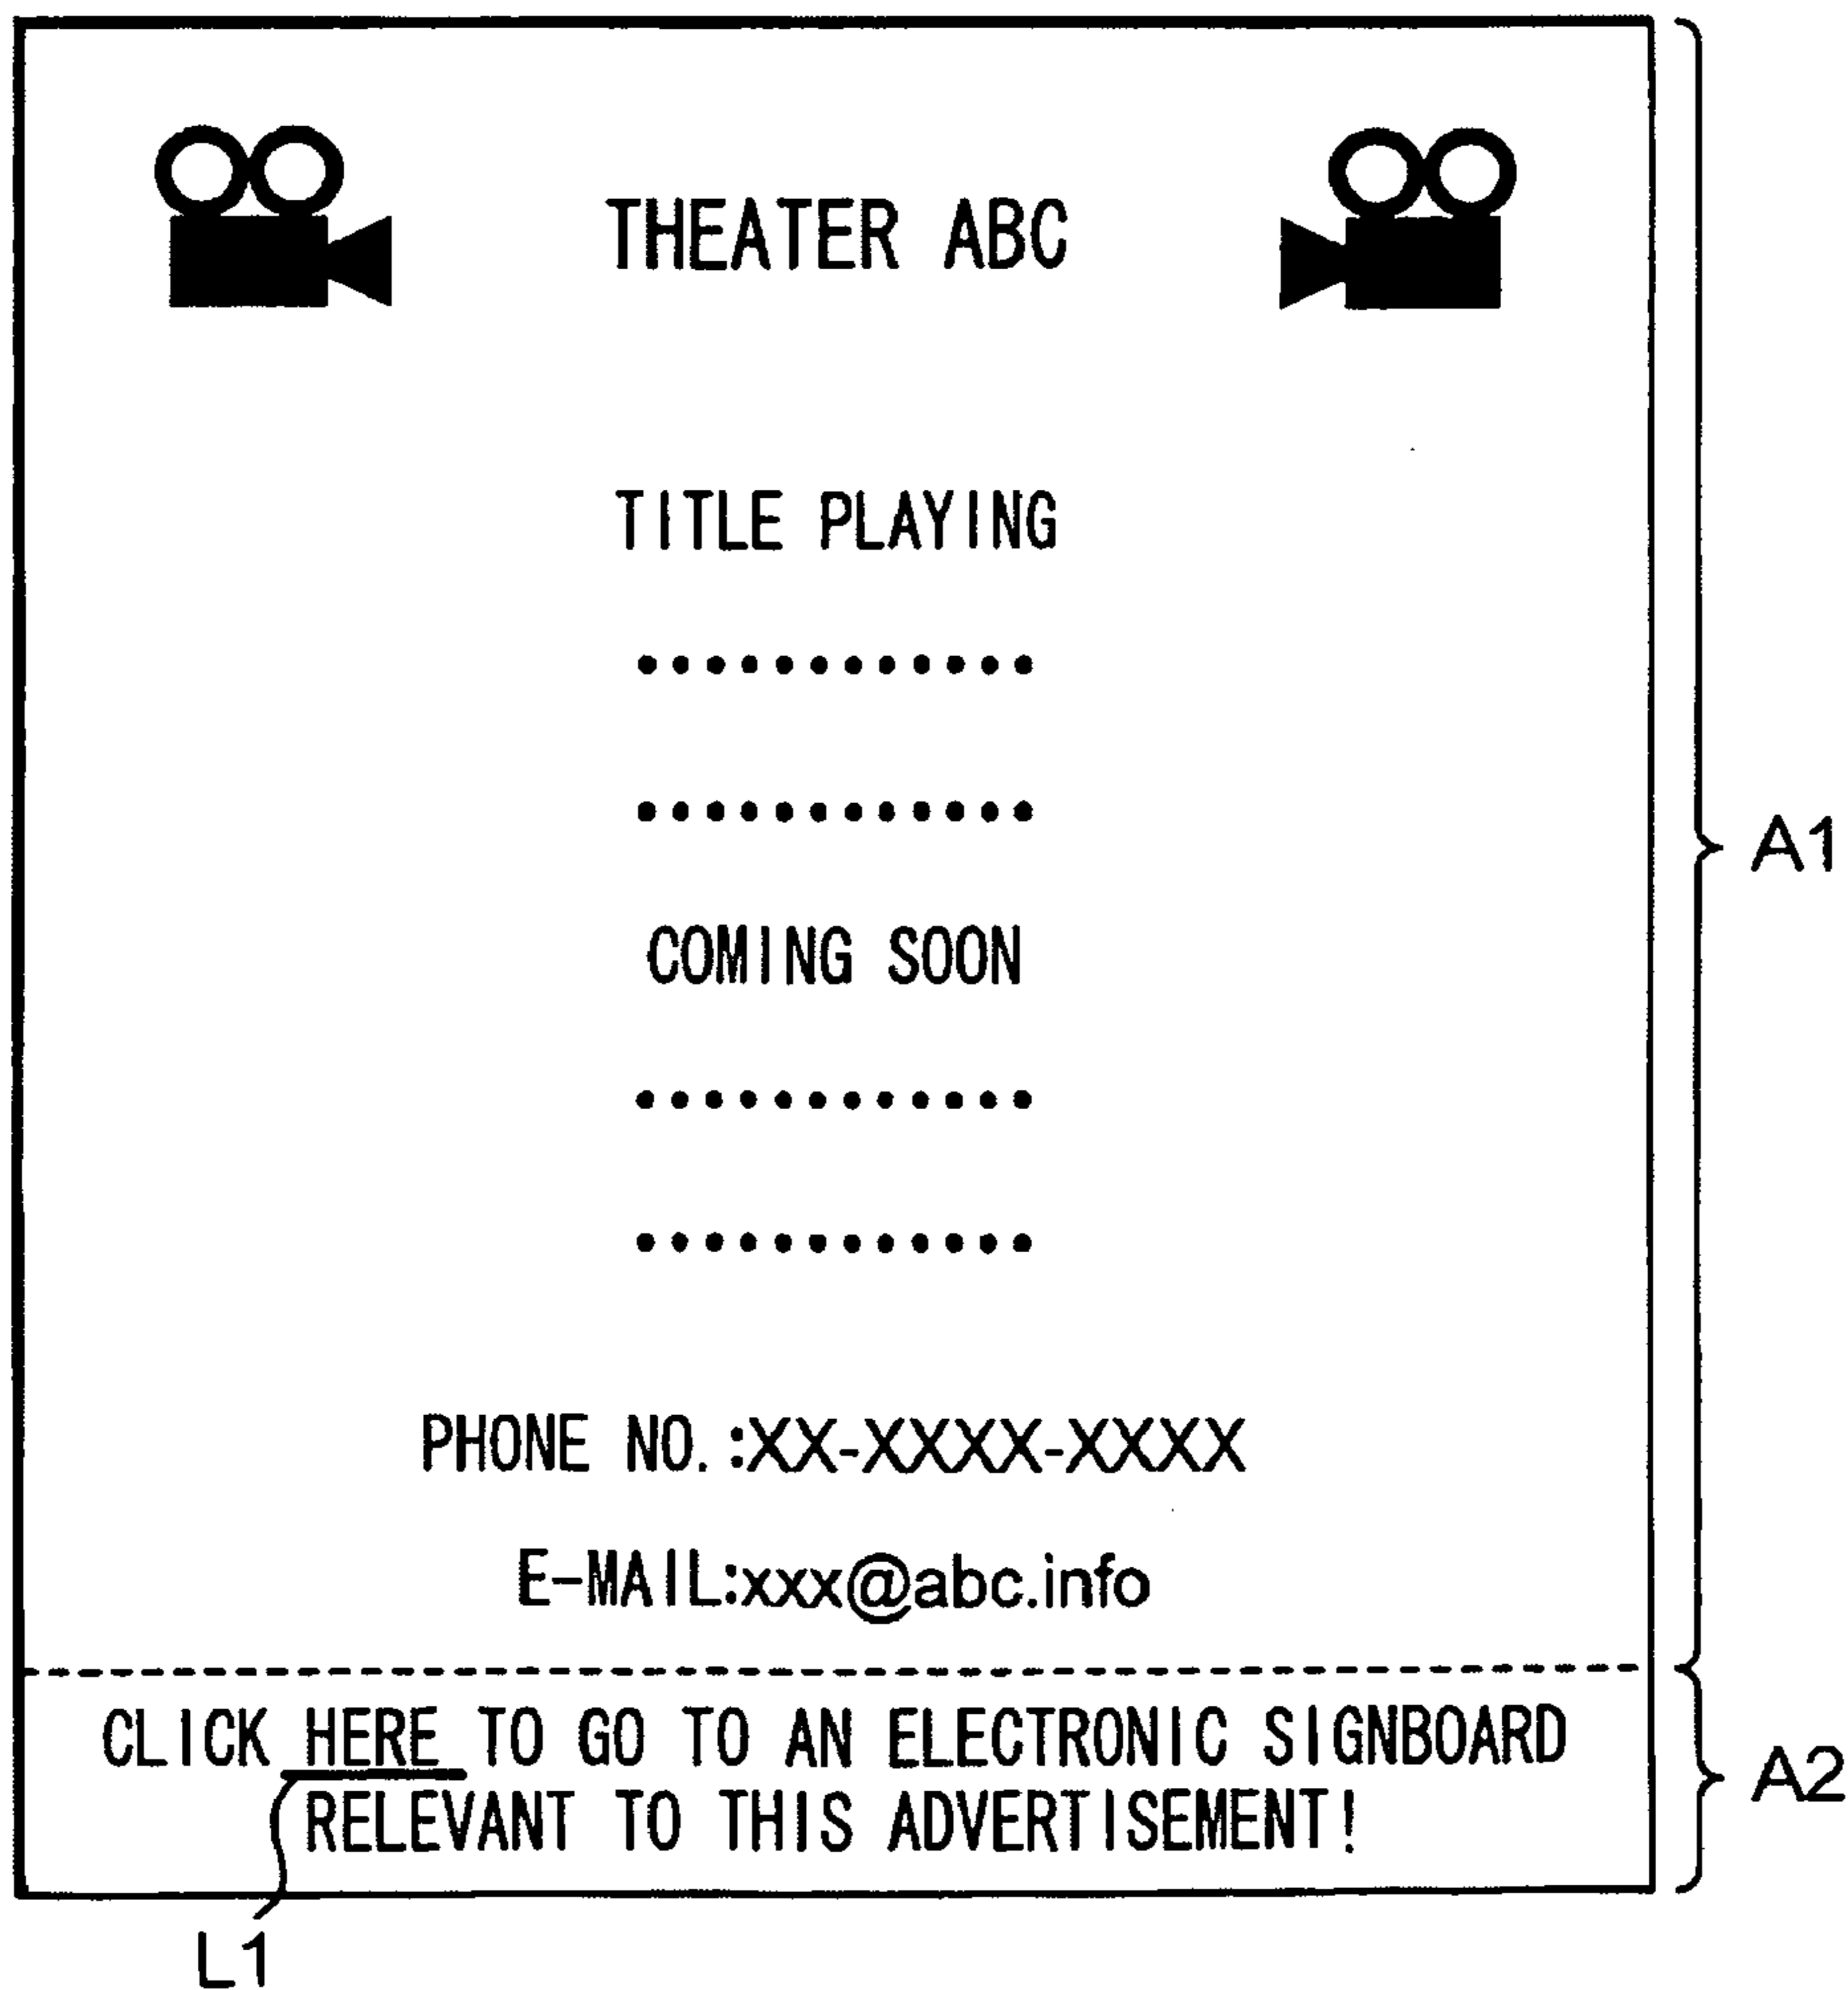 THEATER ABC
TITLE PLAYING
••••••••••••
••••••••••••
A1
COMING SOON
••••••••••••
••••••••••••
PHONE NO.:XX-XXXX-XXXX
E-MAIL:xxx@abc.info
CLICK HERE TO GO TO AN ELECTRONIC SIGNBOARD
RELEVANT TO THIS ADVERTISEMENT!
A2
L1